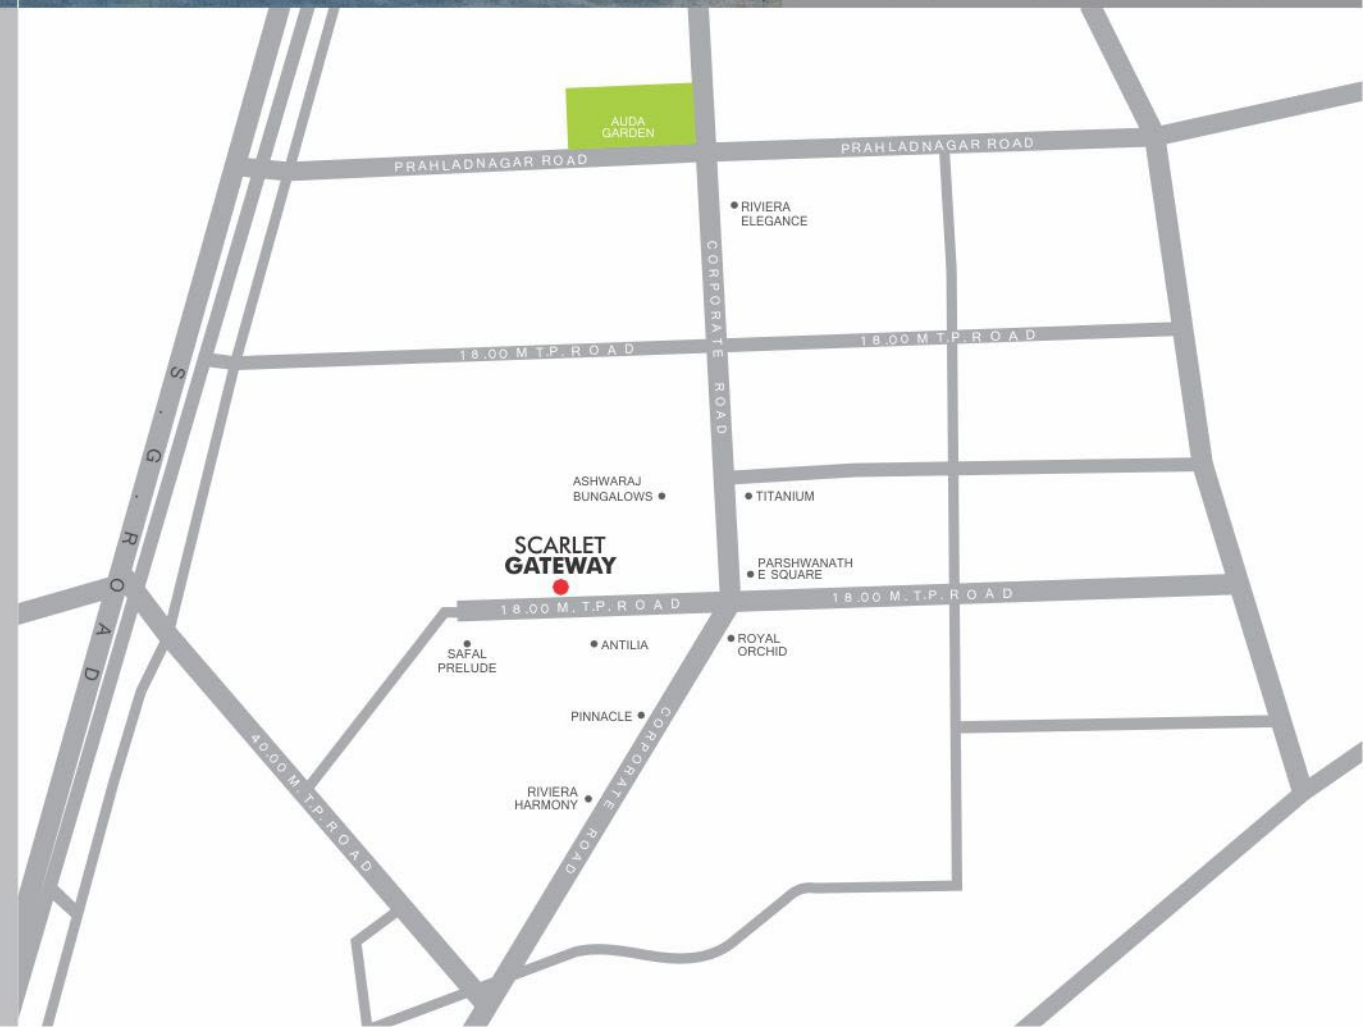 AUDA
GARDEN
PRAHLADNAGAR ROAD
PRAHLADNAGAR ROAD
RIVIERA
ELEGANCE
CORPORATE ROAD
18.00 M T.P. ROAD
18.00 M T.P. ROAD
S. G. ROAD
ASHWARAJ
BUNGALOWS
TITANIUM
SCARLET
GATEWAY
PARSHWANATH
E SQUARE
18.00 M. T.P. ROAD
18.00 M. T.P. ROAD
SAFAL
PRELUDE
ANTILIA
ROYAL
ORCHID
PINNACLE
CORPORATE ROAD
40.00 M. T.P. ROAD
RIVIERA
HARMONY